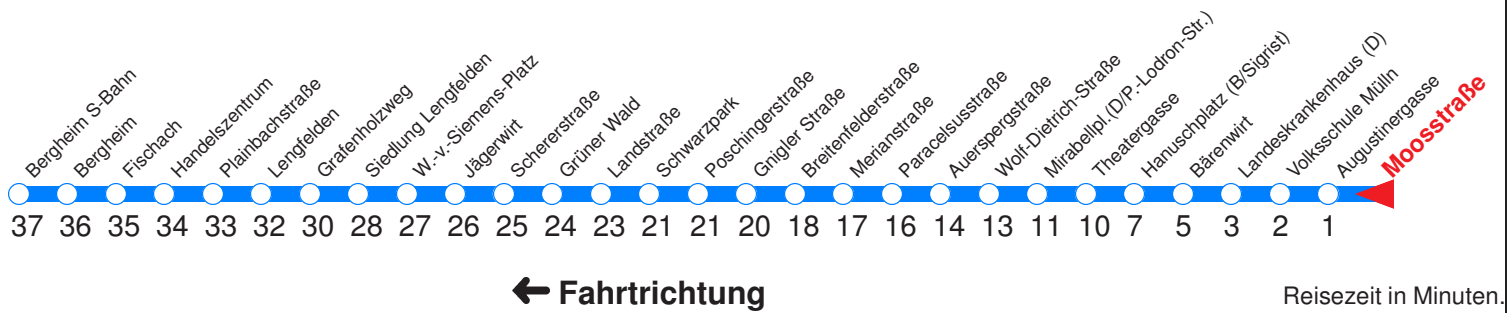 Bergheim S-Bahn
Bergheim
Fischach
Handelszentrum
Plainbachstraße
Lengfelden
Grafenholzweg
Siedlung Lengfelden
W.-v.-Siemens-Platz
Jägerwirt
Schererstraße
Grüner Wald
Landstraße
Schwarzpark
Poschingerstraße
Gnigler Straße
Breitenfelderstraße
Merianstraße
Paracelsusstraße
Auerspergstraße
Wolf-Dietrich-Straße
Mirabellpl.(D/P.-Lodron-Str.)
Theatergasse
Hanuschplatz (B/Sigrist)
Bärenwirt
Landeskrankenhaus (D)
Volksschule Mülln
Augustinergasse
Moosstraße
37 36 35 34 33 32 30 28 27 26 25 24 23 21 21 20 18 17 16 14 13 11 10 7 5 3 2 1
← Fahrtrichtung
Reisezeit in Minuten.